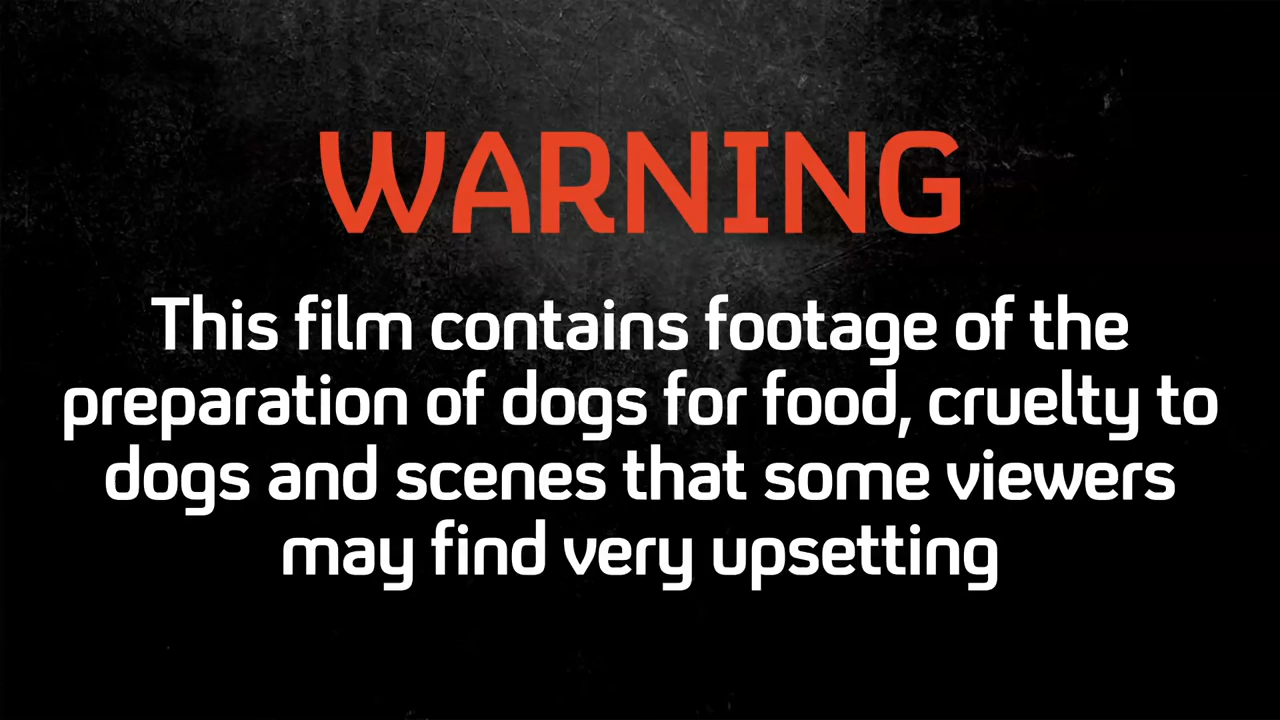 WARNING
This film contains footage of the
preparation of dogs for food, cruelty to
dogs and scenes that some viewers
may find very upsetting